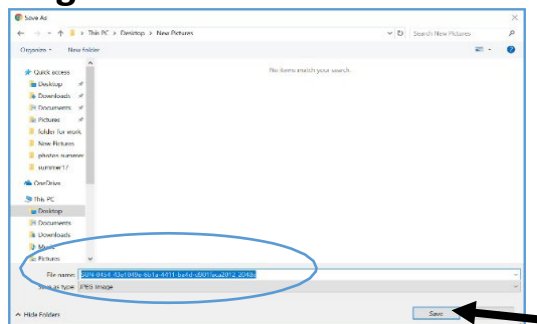 Save As
This PC > Desktop > New Pictures
Search New Pictures
Organize
New folder
No items match your search.
Quick access
Desktop
Downloads
Documents
Pictures
folder for work
New Pictures
photos summer
summer17
OneDrive
This PC
Desktop
Documents
Downloads
Music
Pictures
File name:
Save as type: JPEG Image
Hide Folders
Save